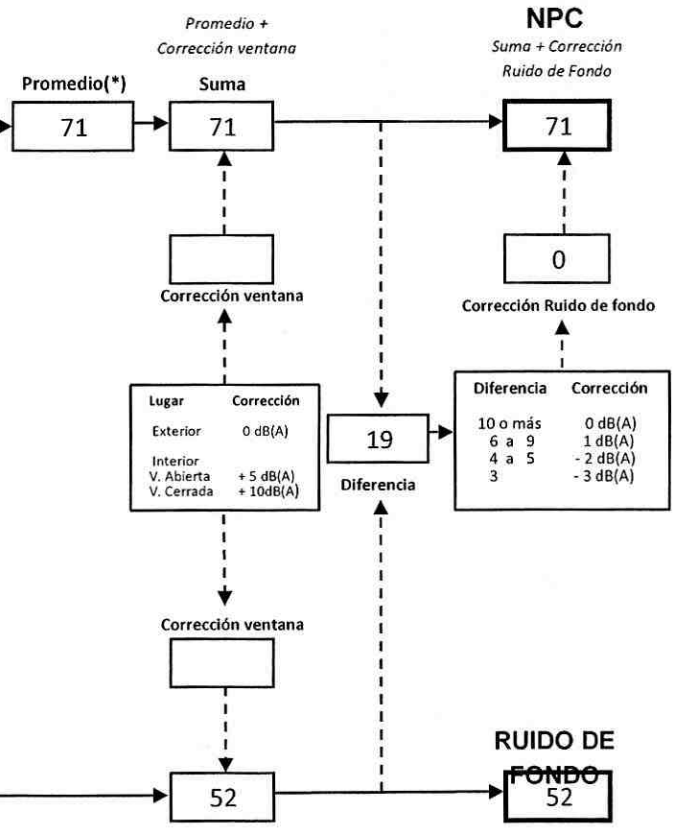 Promedio +
Corrección ventana
NPC
Suma + Corrección
Ruido de Fondo
Promedio(*)
Suma
71
71
71
0
Corrección ventana
Corrección Ruido de fondo
Lugar Corrección
Exterior 0 dB(A)
Interior
V. Abierta + 5 dB(A)
V. Cerrada + 10dB(A)
19
Diferencia
Diferencia Corrección
10 o más 0 dB(A)
6 a 9 1 dB(A)
4 a 5 - 2 dB(A)
3 - 3 dB(A)
Corrección ventana
RUIDO DE
FONDO
52
52